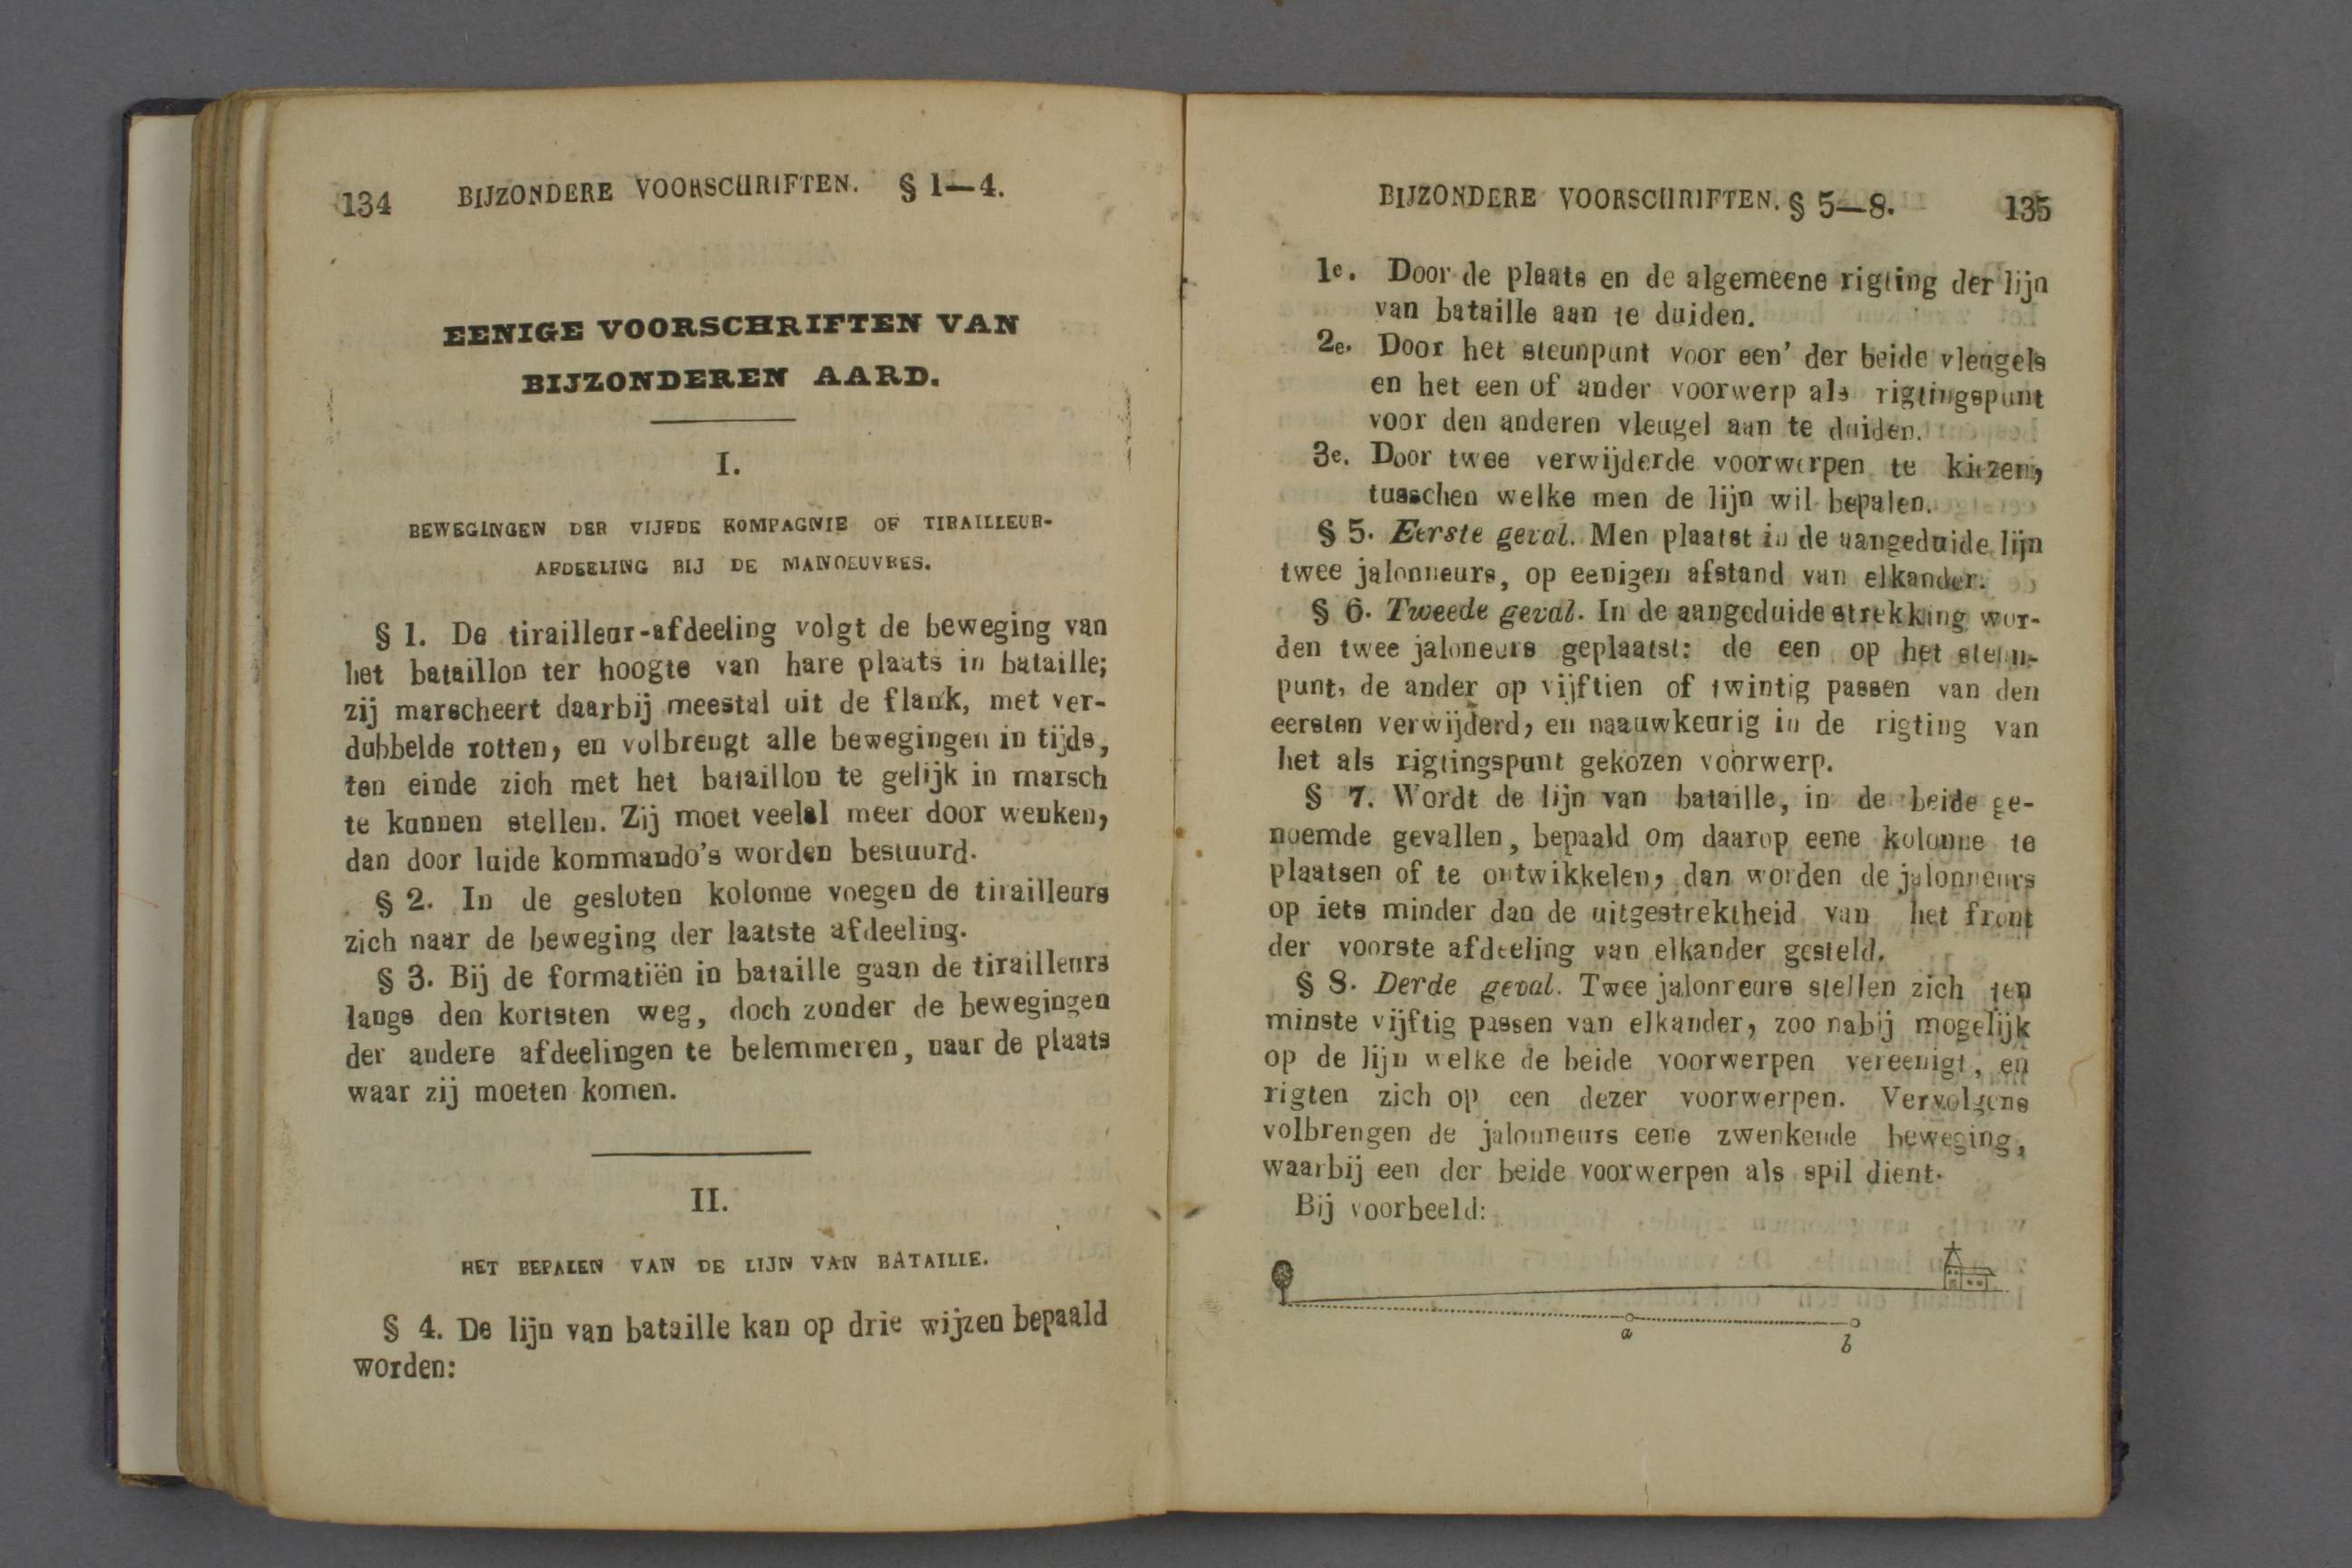 134 BIJZONDERE VOORSCHRIFTEN. § 1—4.
EENIGE VOORSCHRIFTEN VAN
BIJZONDEREN AARD.
I.
BEWEGINGEN DER VIJFDE KOMPAGNIE OF TIRAILLEUR-
AFDEELING BIJ DE MANOEUVRES.
§ 1. De tirailleur-afdeeling volgt de beweging van
het bataillon ter hoogte van hare plaats in bataille;
zij marscheert daarbij meestal uit de flank, met ver-
dubbelde rotten, en volbrengt alle bewegingen in tijds,
ten einde zich met het bataillon te gelijk in marsch
te kunnen stellen. Zij moet veelal meer door wenken,
dan door luide kommando's worden bestuurd.
§ 2. In de gesloten kolonne voegen de tirailleurs
zich naar de beweging der laatste afdeeling.
§ 3. Bij de formatiën in bataille gaan de tirailleurs
langs den kortsten weg, doch zonder de bewegingen
der andere afdeelingen te belemmeren, naar de plaats
waar zij moeten komen.
II.
HET BEPALEN VAN DE LIJN VAN BATAILLE.
§ 4. De lijn van bataille kan op drie wijzen bepaald
worden:
BIJZONDERE VOORSCHRIFTEN. § 5—8. 135
1e. Door de plaats en de algemeene rigting der lijn
van bataille aan te duiden.
2e. Door het steunpunt voor een' der beide vleugels
en het een of ander voorwerp als rigtingspunt
voor den anderen vleugel aan te duiden.
3e. Door twee verwijderde voorwerpen te kiezen,
tusschen welke men de lijn wil bepalen.
§ 5. Eerste geval. Men plaatst in de aangeduide lijn
twee jalonneurs, op eenigen afstand van elkander.
§ 6. Tweede geval. In de aangeduide strekking wor-
den twee jaloneurs geplaatst: de een op het steun-
punt, de ander op vijftien of twintig passen van den
eersten verwijderd, en naauwkeurig in de rigting van
het als rigtingspunt gekozen voorwerp.
§ 7. Wordt de lijn van bataille, in de beide ge-
noemde gevallen, bepaald om daarop eene kolonne te
plaatsen of te ontwikkelen, dan worden de jalonneurs
op iets minder dan de uitgestrektheid van het front
der voorste afdeeling van elkander gesteld.
§ 8. Derde geval. Twee jalonneurs stellen zich ten
minste vijftig passen van elkander, zoo nabij mogelijk
op de lijn welke de beide voorwerpen vereenigt, en
rigten zich op een dezer voorwerpen. Vervolgens
volbrengen de jalonneurs eene zwenkende beweging,
waarbij een der beide voorwerpen als spil dient.
Bij voorbeeld:
a
b